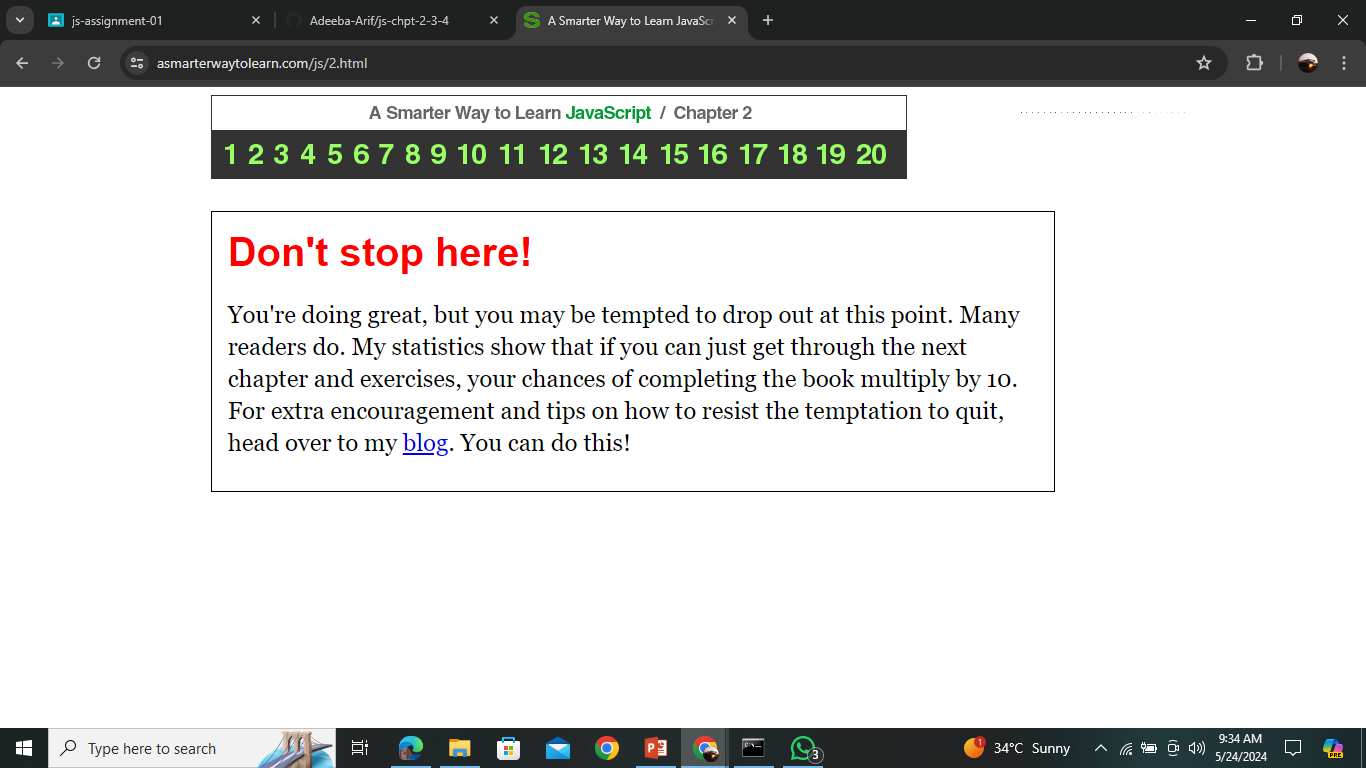 js-assignment-01
Adeeba-Arif/js-chpt-2-3-4
A Smarter Way to Learn JavaSc
asmarterwaytolearn.com/js/2.html
A Smarter Way to Learn JavaScript / Chapter 2
1 2 3 4 5 6 7 8 9 10 11 12 13 14 15 16 17 18 19 20
Don't stop here!
You're doing great, but you may be tempted to drop out at this point. Many
readers do. My statistics show that if you can just get through the next
chapter and exercises, your chances of completing the book multiply by 10.
For extra encouragement and tips on how to resist the temptation to quit,
head over to my blog. You can do this!
Type here to search
3
1
34°C Sunny
9:34 AM
5/24/2024
PRE